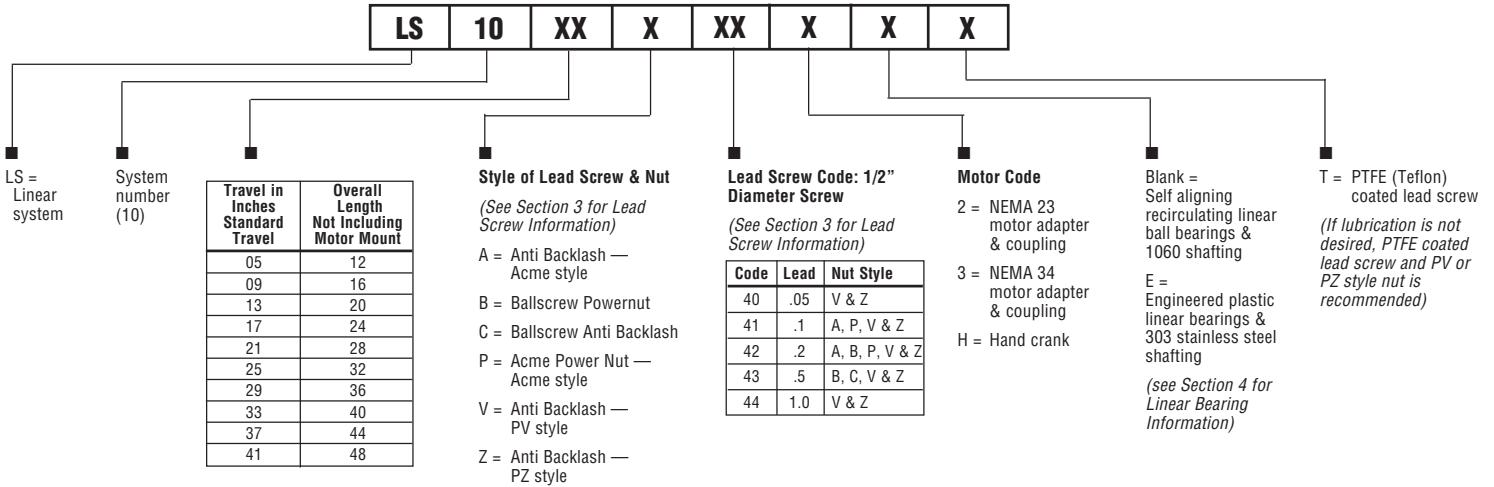 LS 10 XX X XX X X X
LS =
Linear
system
System
number
(10)
Travel in
Inches
Standard
Travel
Overall
Length
Not Including
Motor Mount
05 12
09 16
13 20
17 24
21 28
25 32
29 36
33 40
37 44
41 48
Style of Lead Screw & Nut
(See Section 3 for Lead
Screw Information)
A = Anti Backlash —
Acme style
B = Ballscrew Powernut
C = Ballscrew Anti Backlash
P = Acme Power Nut —
Acme style
V = Anti Backlash —
PV style
Z = Anti Backlash —
PZ style
Lead Screw Code: 1/2”
Diameter Screw
(See Section 3 for Lead
Screw Information)
Code Lead Nut Style
40 .05 V & Z
41 .1 A, P, V & Z
42 .2 A, B, P, V & Z
43 .5 B, C, V & Z
44 1.0 V & Z
Motor Code
2 = NEMA 23
motor adapter
& coupling
3 = NEMA 34
motor adapter
& coupling
H = Hand crank
Blank =
Self aligning
recirculating linear
ball bearings &
1060 shafting
E =
Engineered plastic
linear bearings &
303 stainless steel
shafting
(see Section 4 for
Linear Bearing
Information)
T = PTFE (Teflon)
coated lead screw
(If lubrication is not
desired, PTFE coated
lead screw and PV or
PZ style nut is
recommended)